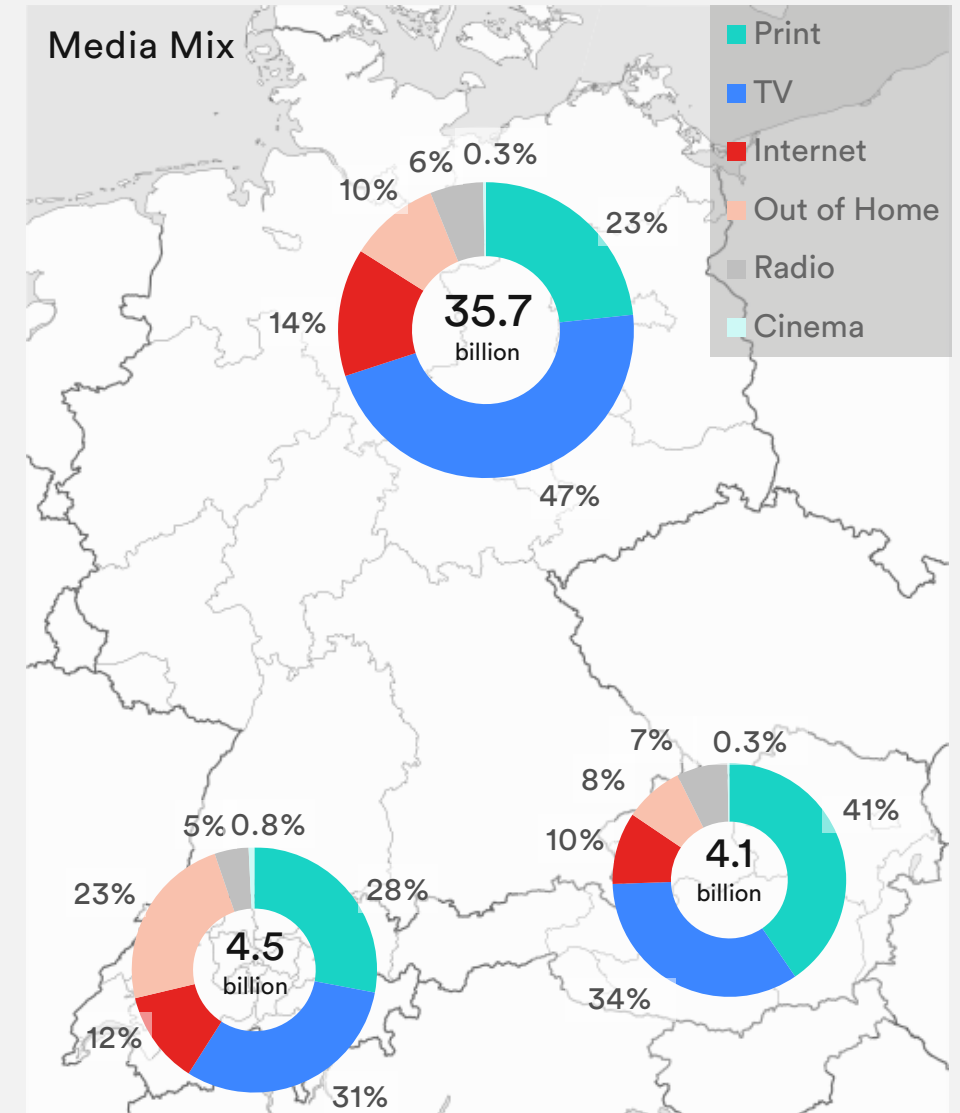 Media Mix
Print
TV
Internet
Out of Home
Radio
Cinema
6% 0.3%
10%
23%
14%
35.7
billion
47%
7% 0.3%
8%
41%
10%
4.1
billion
34%
5% 0.8%
23%
28%
4.5
billion
12%
31%